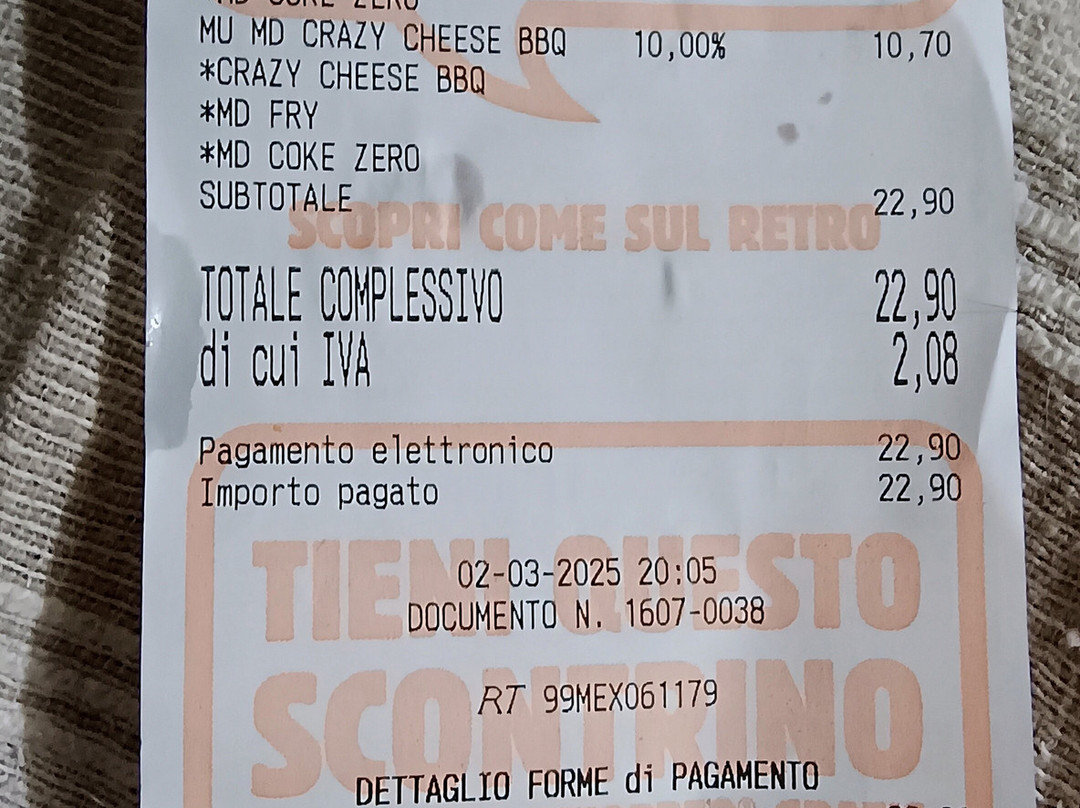 *MD COKE ZERO
MU MD CRAZY CHEESE BBQ 10,00% 10,70
*CRAZY CHEESE BBQ
*MD FRY
*MD COKE ZERO
SUBTOTALE 22,90
SCOPRI COME SUL RETRO
TOTALE COMPLESSIVO 22,90
di cui IVA 2,08
Pagamento elettronico 22,90
Importo pagato 22,90
TIENI QUESTO
02-03-2025 20:05
DOCUMENTO N. 1607-0038
SCONTRINO
RT 99MEX061179
DETTAGLIO FORME di PAGAMENTO